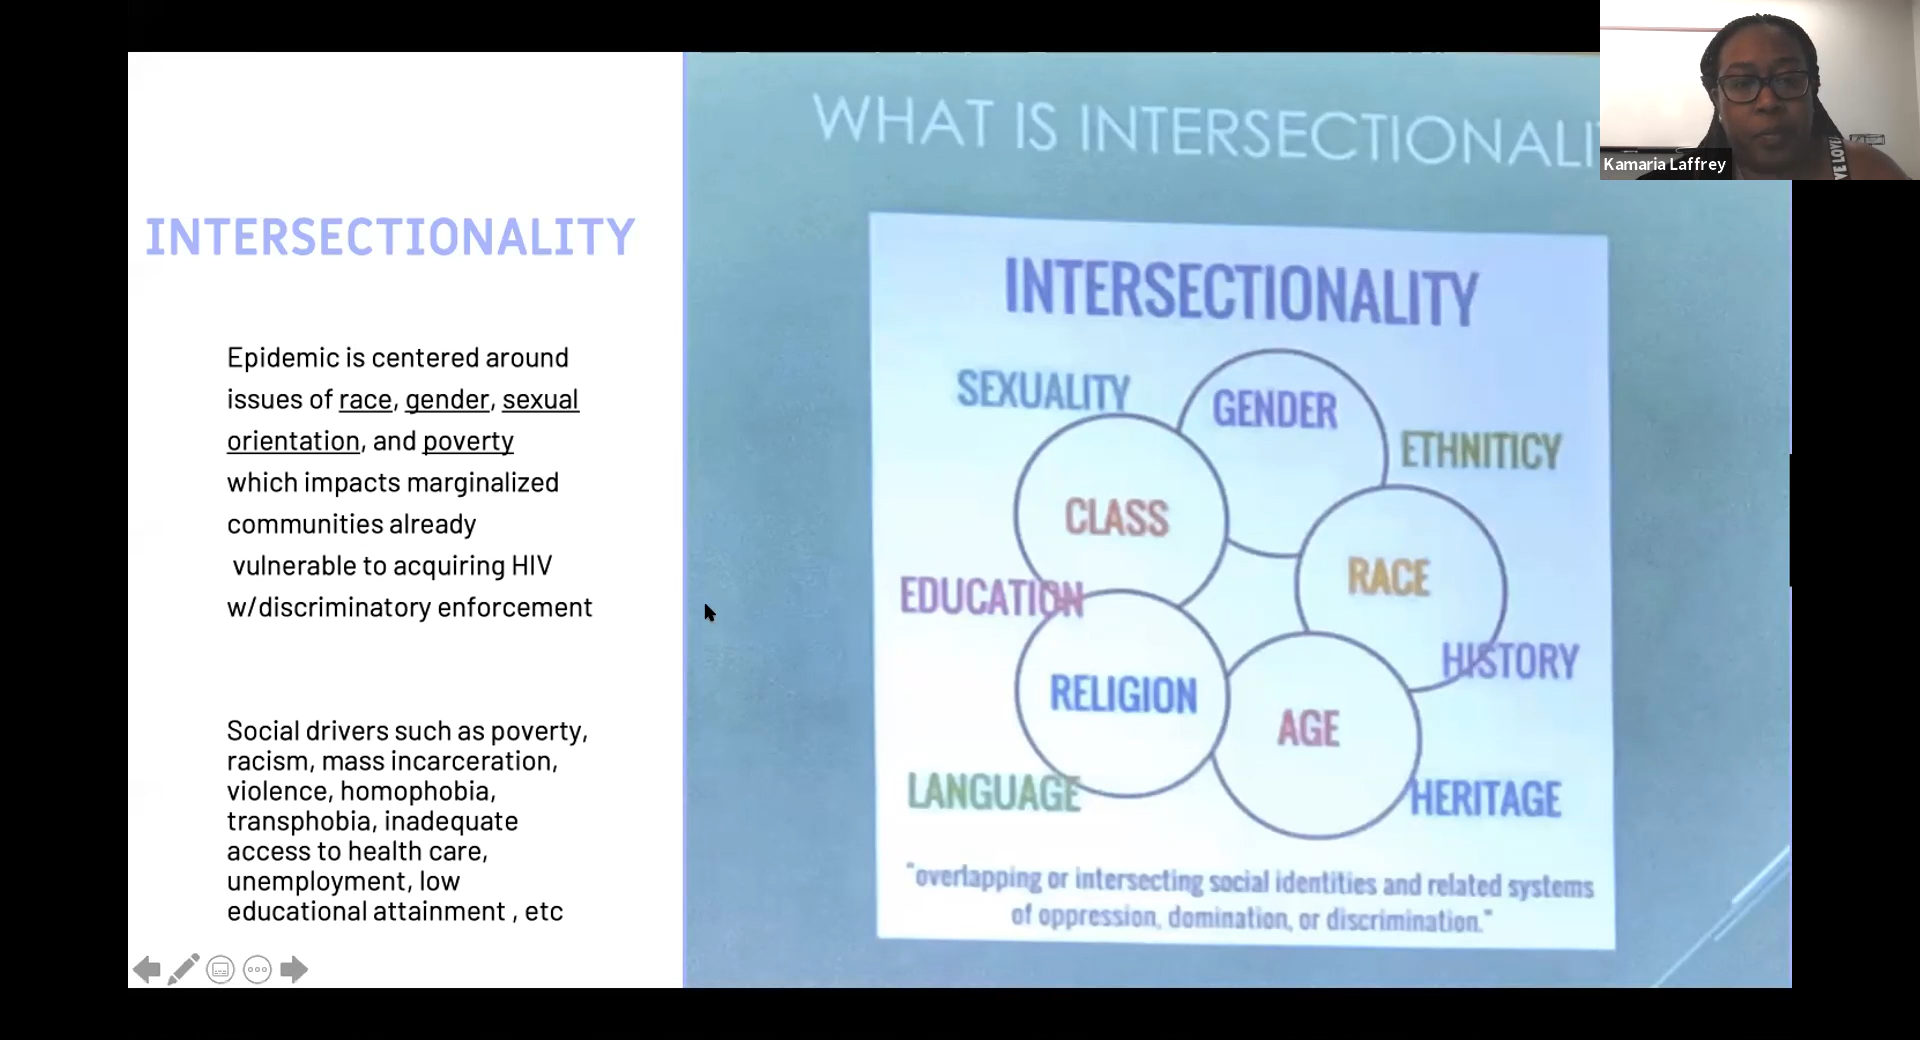 INTERSECTIONALITY
Epidemic is centered around
issues of race, gender, sexual
orientation, and poverty
which impacts marginalized
communities already
vulnerable to acquiring HIV
w/discriminatory enforcement
Social drivers such as poverty,
racism, mass incarceration,
violence, homophobia,
transphobia, inadequate
access to health care,
unemployment, low
educational attainment , etc
WHAT IS INTERSECTIONALI
INTERSECTIONALITY
SEXUALITY
GENDER
ETHNITICY
CLASS
RACE
EDUCATION
HISTORY
RELIGION
AGE
LANGUAGE
HERITAGE
"overlapping or intersecting social identities and related systems
of oppression, domination, or discrimination."
Kamaria Laffrey
VE LOVE